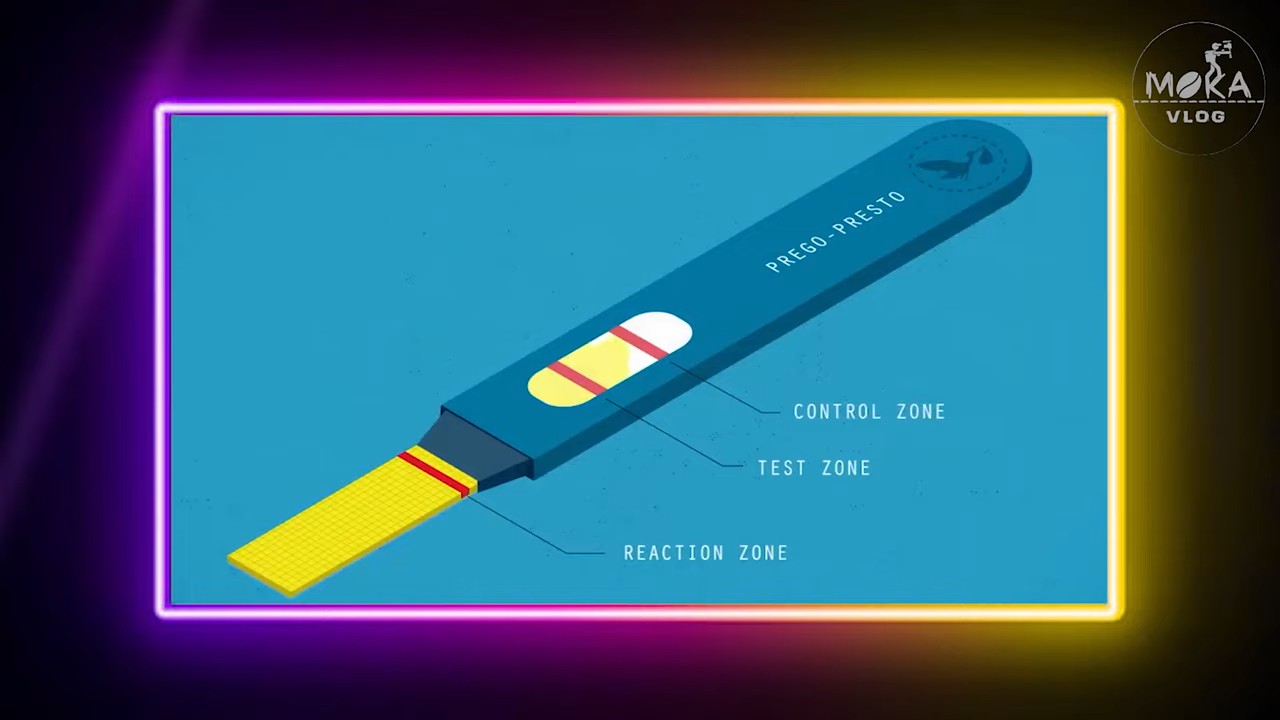 MOKA
VLOG
PREGO-PRESTO
CONTROL ZONE
TEST ZONE
REACTION ZONE